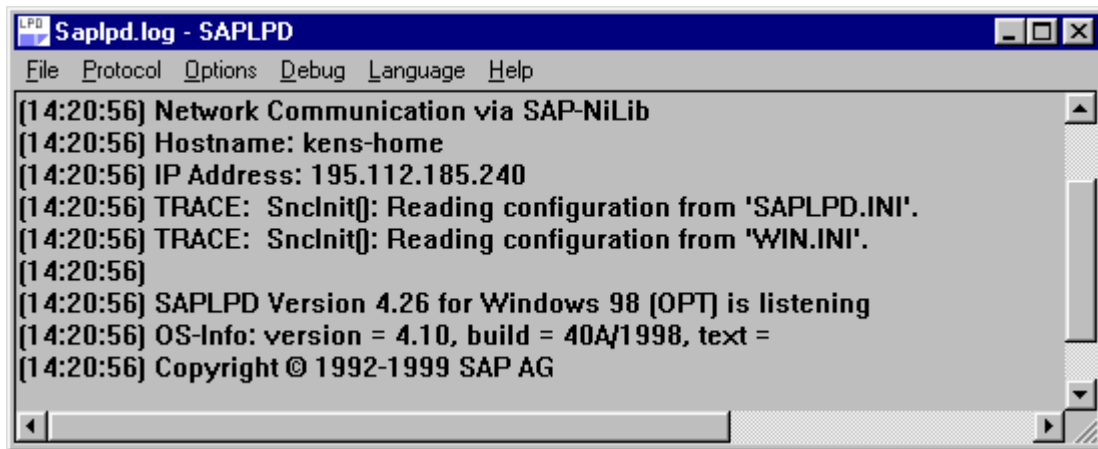 LPD Saplpd.log - SAPLPD
File Protocol Options Debug Language Help
(14:20:56) Network Communication via SAP-NiLib
(14:20:56) Hostname: kens-home
(14:20:56) IP Address: 195.112.185.240
(14:20:56) TRACE:  SncInit(): Reading configuration from 'SAPLPD.INI'.
(14:20:56) TRACE:  SncInit(): Reading configuration from 'WIN.INI'.
(14:20:56)
(14:20:56) SAPLPD Version 4.26 for Windows 98 (OPT) is listening
(14:20:56) OS-Info: version = 4.10, build = 40A/1998, text =
(14:20:56) Copyright © 1992-1999 SAP AG